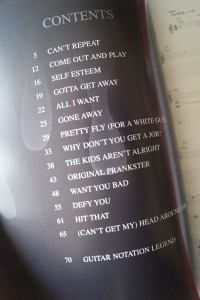 CONTENTS
5 CAN'T REPEAT
12 COME OUT AND PLAY
16 SELF ESTEEM
19 GOTTA GET AWAY
22 ALL I WANT
25 GONE AWAY
29 PRETTY FLY (FOR A WHITE GUY)
33 WHY DON'T YOU GET A JOB?
38 THE KIDS AREN'T ALRIGHT
43 ORIGINAL PRANKSTER
48 WANT YOU BAD
55 DEFY YOU
61 HIT THAT
65 (CAN'T GET MY) HEAD AROUND
70 GUITAR NOTATION LEGEND